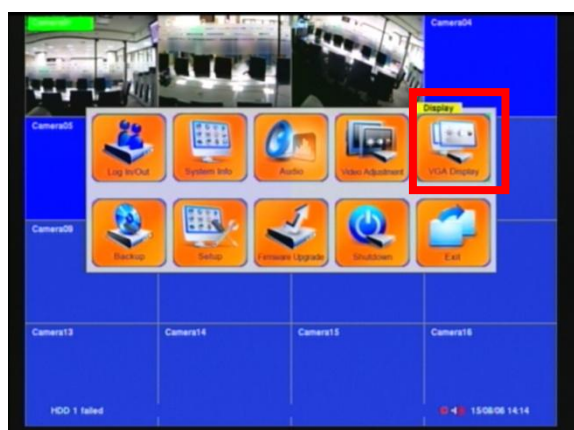 Camera04
Display
Camera05
Log In/Out
System Info
Audio
Video Adjustment
VGA Display
Camera09
Backup
Setup
Firmware Upgrade
Shutdown
Exit
Camera13
Camera14
Camera15
Camera16
HDD 1 failed
15/08/08 14:14